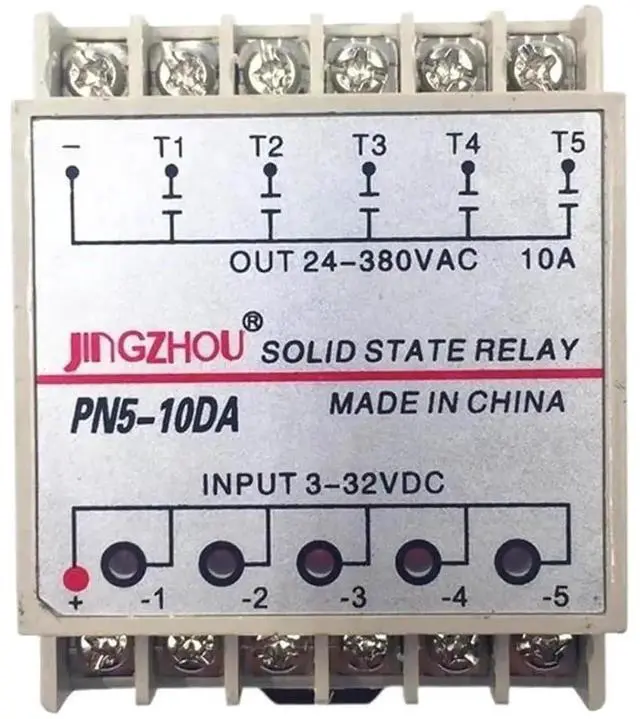 − T1 T2 T3 T4 T5
OUT 24-380VAC 10A
JINGZHOU® SOLID STATE RELAY
PN5-10DA MADE IN CHINA
INPUT 3-32VDC
+ -1 -2 -3 -4 -5